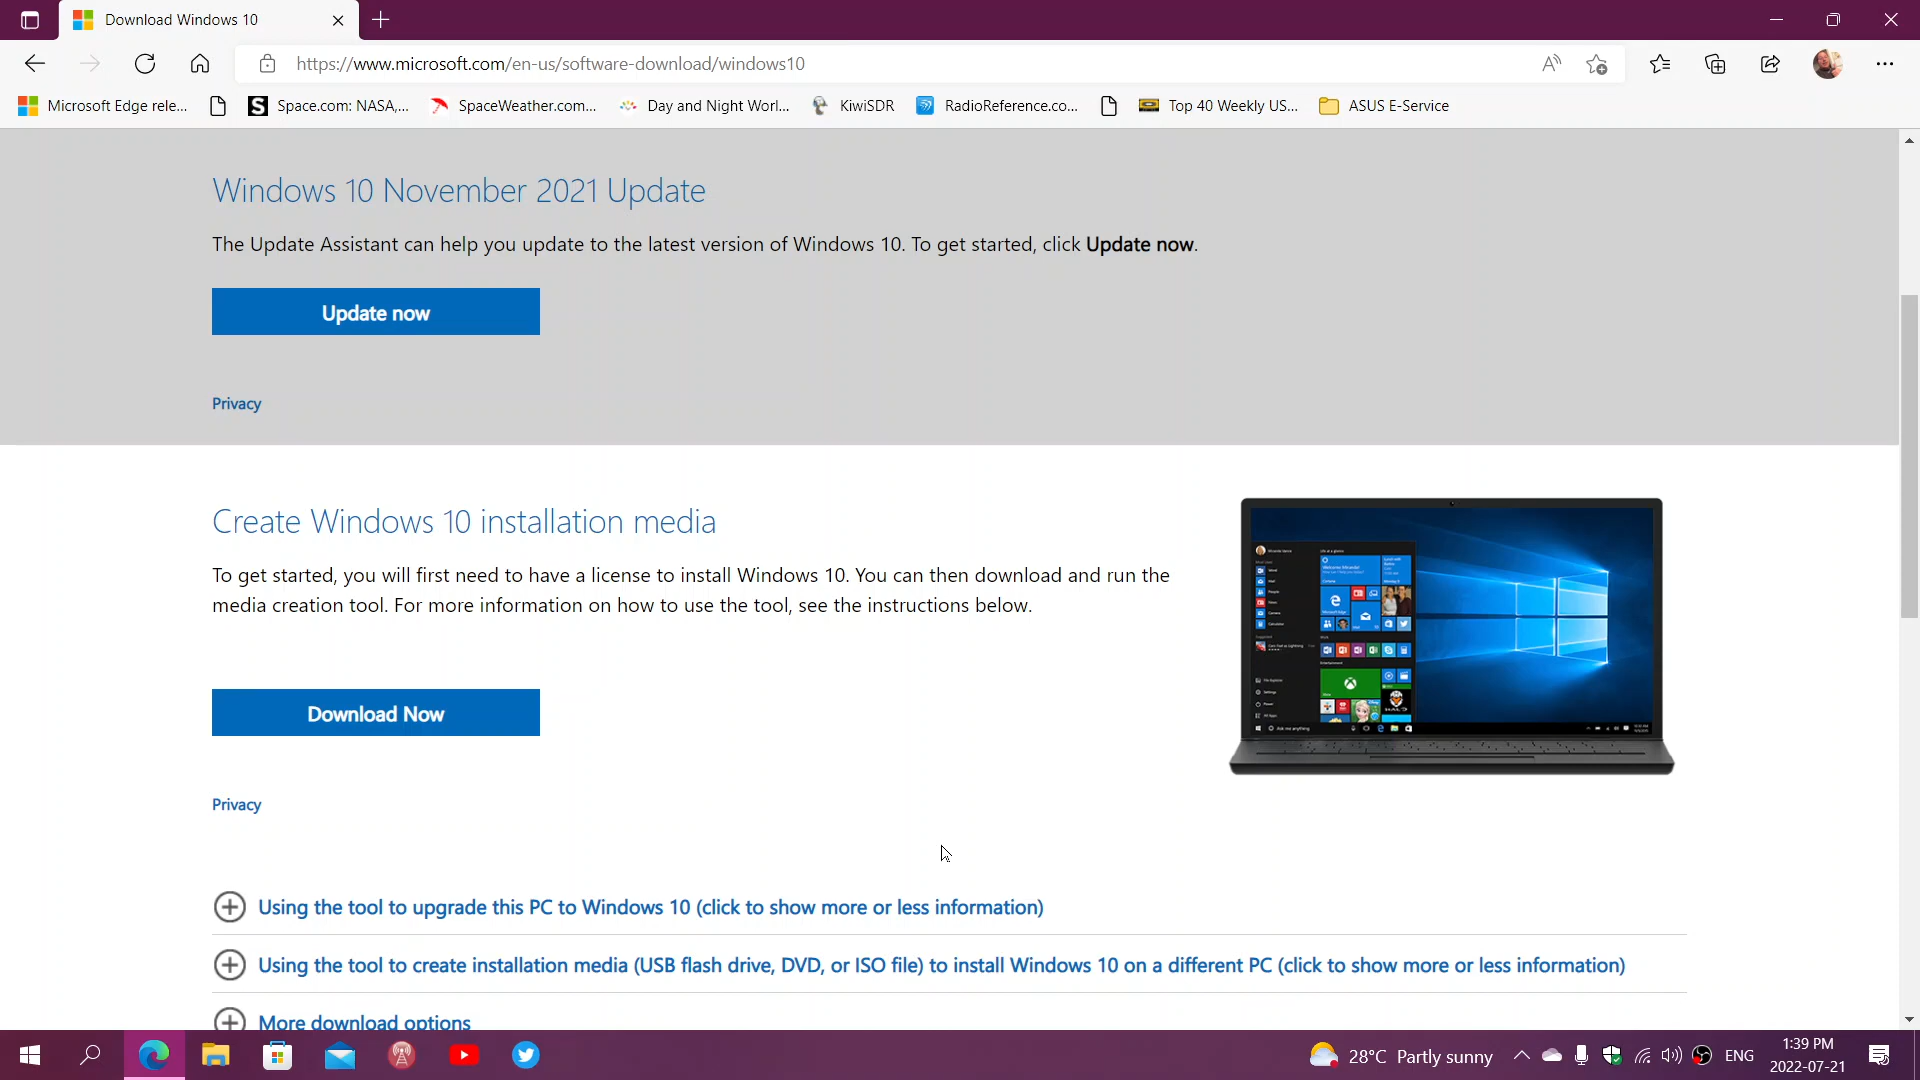 Download Windows 10
https://www.microsoft.com/en-us/software-download/windows10
Microsoft Edge rele...
Space.com: NASA,...
SpaceWeather.com...
Day and Night Worl...
KiwiSDR
RadioReference.co...
Top 40 Weekly US...
ASUS E-Service
Windows 10 November 2021 Update
The Update Assistant can help you update to the latest version of Windows 10. To get started, click Update now.
Update now
Privacy
Create Windows 10 installation media
To get started, you will first need to have a license to install Windows 10. You can then download and run the
media creation tool. For more information on how to use the tool, see the instructions below.
Download Now
Privacy
Using the tool to upgrade this PC to Windows 10 (click to show more or less information)
Using the tool to create installation media (USB flash drive, DVD, or ISO file) to install Windows 10 on a different PC (click to show more or less information)
More download options
28°C Partly sunny
ENG
1:39 PM
2022-07-21